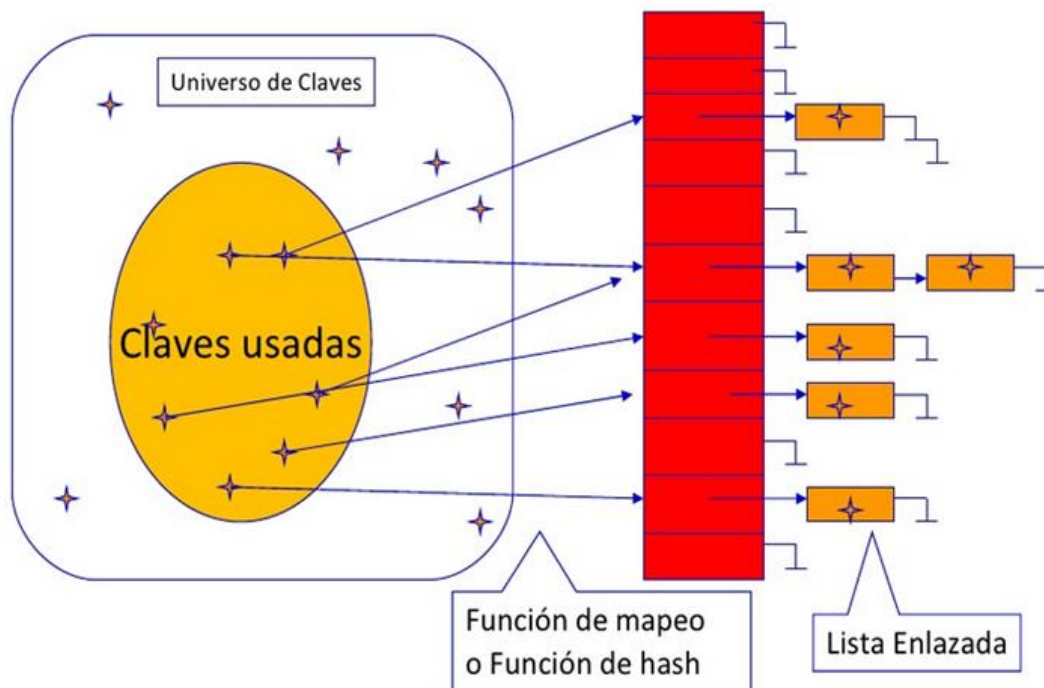 Universo de Claves
Claves usadas
Función de mapeo
o Función de hash
Lista Enlazada